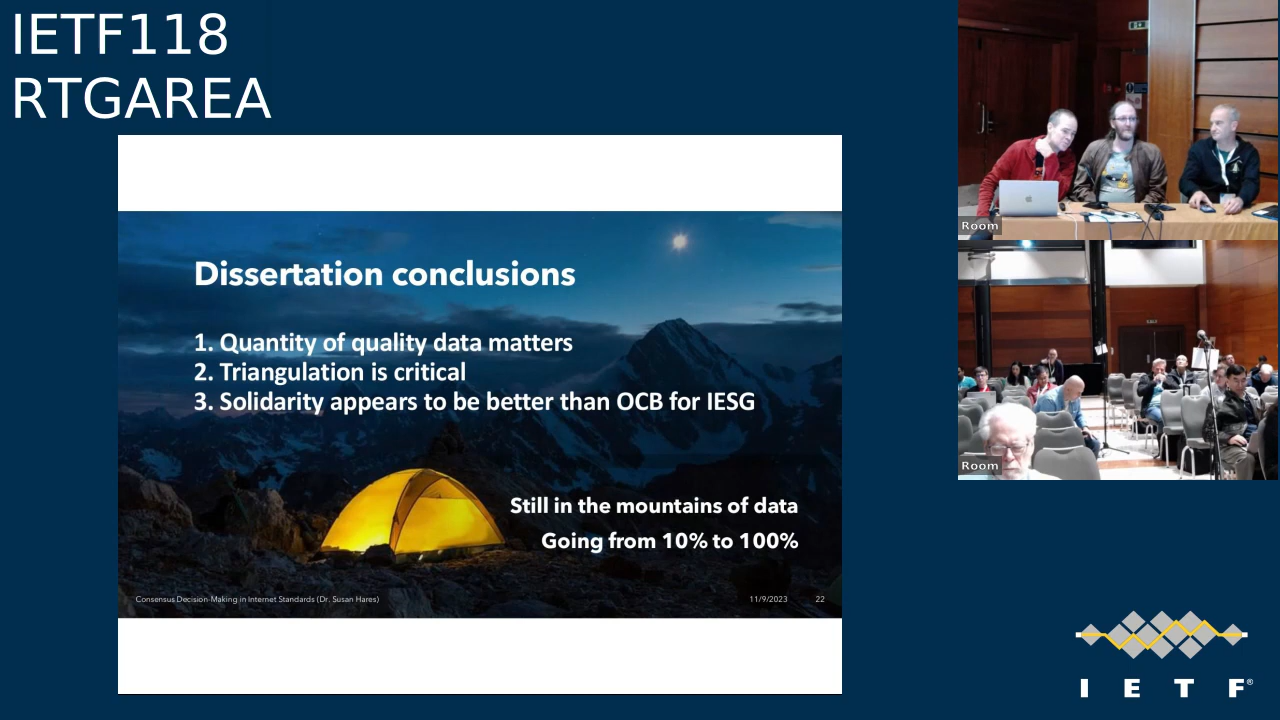 IETF118
RTGAREA
Dissertation conclusions
1. Quantity of quality data matters
2. Triangulation is critical
3. Solidarity appears to be better than OCB for IESG
Still in the mountains of data
Going from 10% to 100%
Consensus Decision-Making in Internet Standards (Dr. Susan Hares)
11/9/2023
22
Room
Room
I E T F®